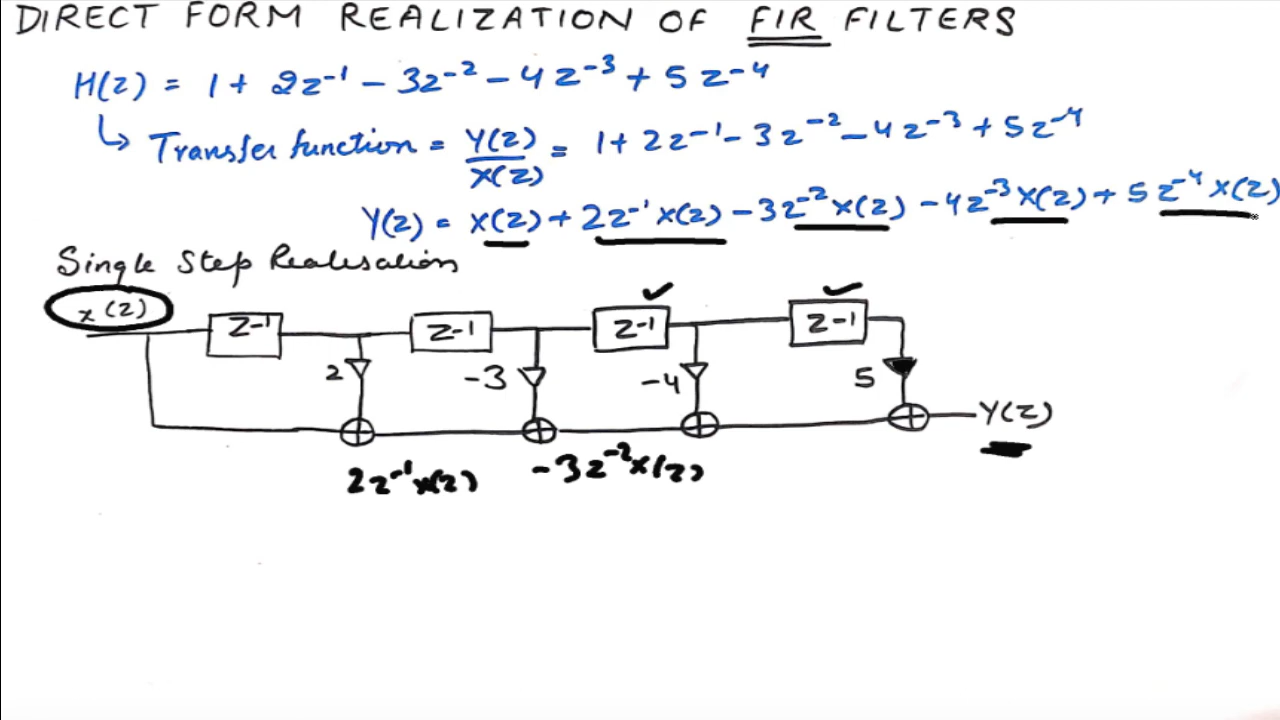 DIRECT FORM REALIZATION OF FIR FILTERS
H(z) = 1 + 2z⁻¹ - 3z⁻² - 4z⁻³ + 5z⁻⁴
↳ Transfer function = Y(z)/X(z) = 1 + 2z⁻¹ - 3z⁻² - 4z⁻³ + 5z⁻⁴
Y(z) = X(z) + 2z⁻¹X(z) - 3z⁻²X(z) - 4z⁻³X(z) + 5z⁻⁴X(z)
Single Step Realisation
x(z)
z-1 z-1 z-1 z-1
2 -3 -4 5
Y(z)
2z⁻¹x(z) -3z⁻²x(z)